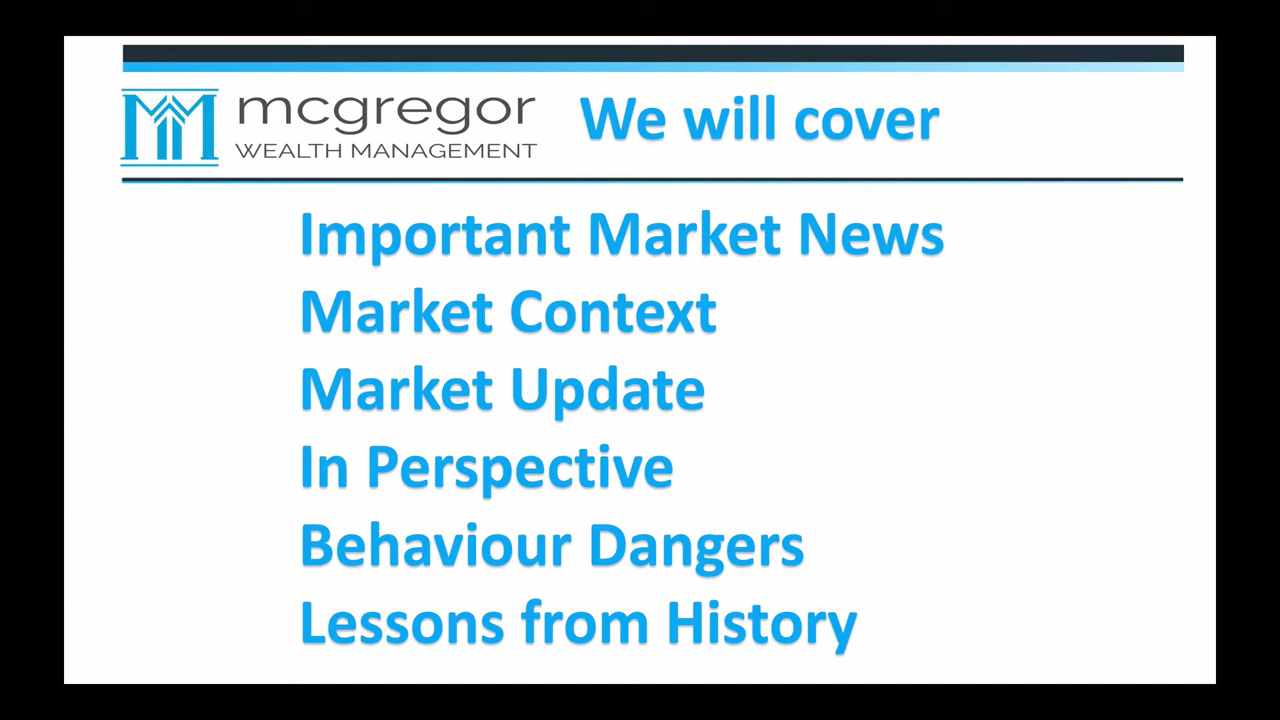 mcgregor
WEALTH MANAGEMENT
We will cover
Important Market News
Market Context
Market Update
In Perspective
Behaviour Dangers
Lessons from History